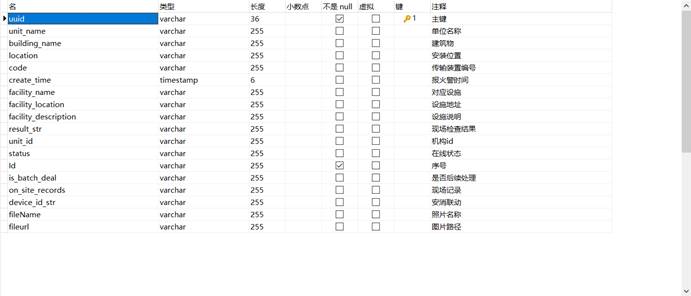 名 类型 长度 小数点 不是 null 虚拟 键 注释
uuid varchar 36 1 主键
unit_name varchar 255 单位名称
building_name varchar 255 建筑物
location varchar 255 安装位置
code varchar 255 传输装置编号
create_time timestamp 6 报火警时间
facility_name varchar 255 对应设施
facility_location varchar 255 设施地址
facility_description varchar 255 设施说明
result_str varchar 255 现场检查结果
unit_id varchar 255 机构id
status varchar 255 在线状态
Id varchar 255 序号
is_batch_deal varchar 255 是否后续处理
on_site_records varchar 255 现场记录
device_id_str varchar 255 安消联动
fileName varchar 255 照片名称
fileurl varchar 255 图片路径